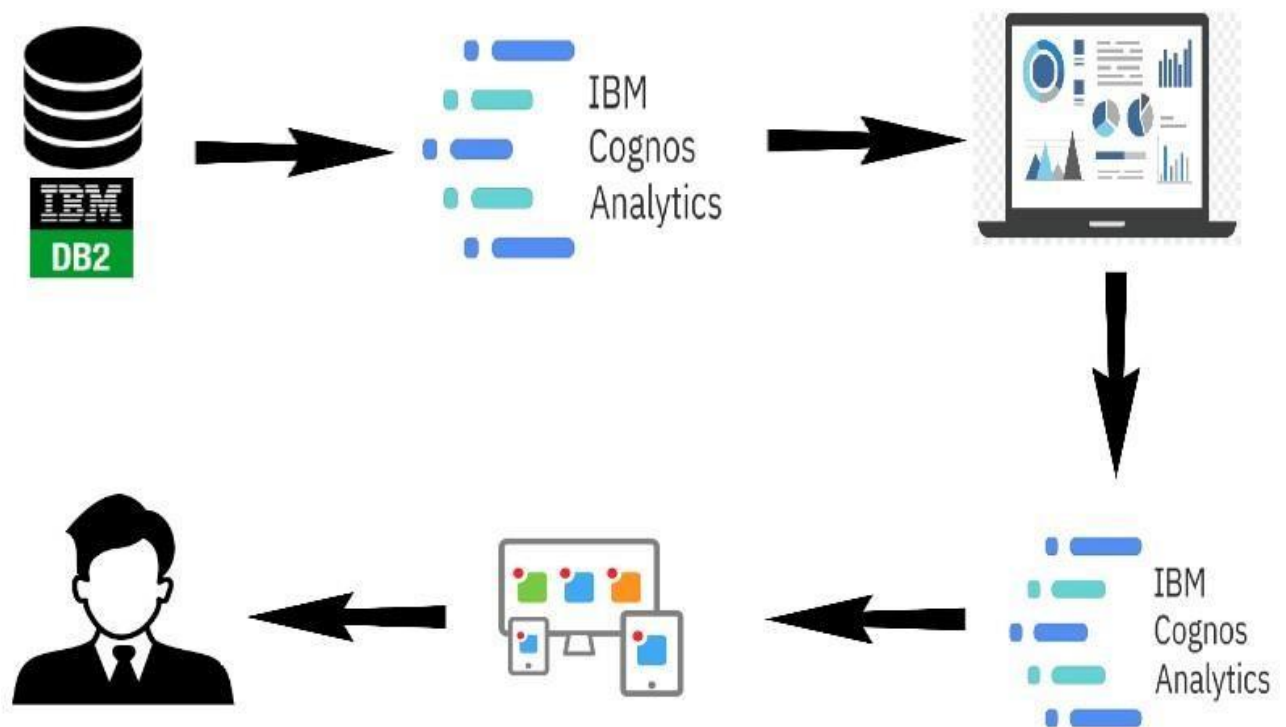 IBM
DB2
IBM
Cognos
Analytics
IBM
Cognos
Analytics